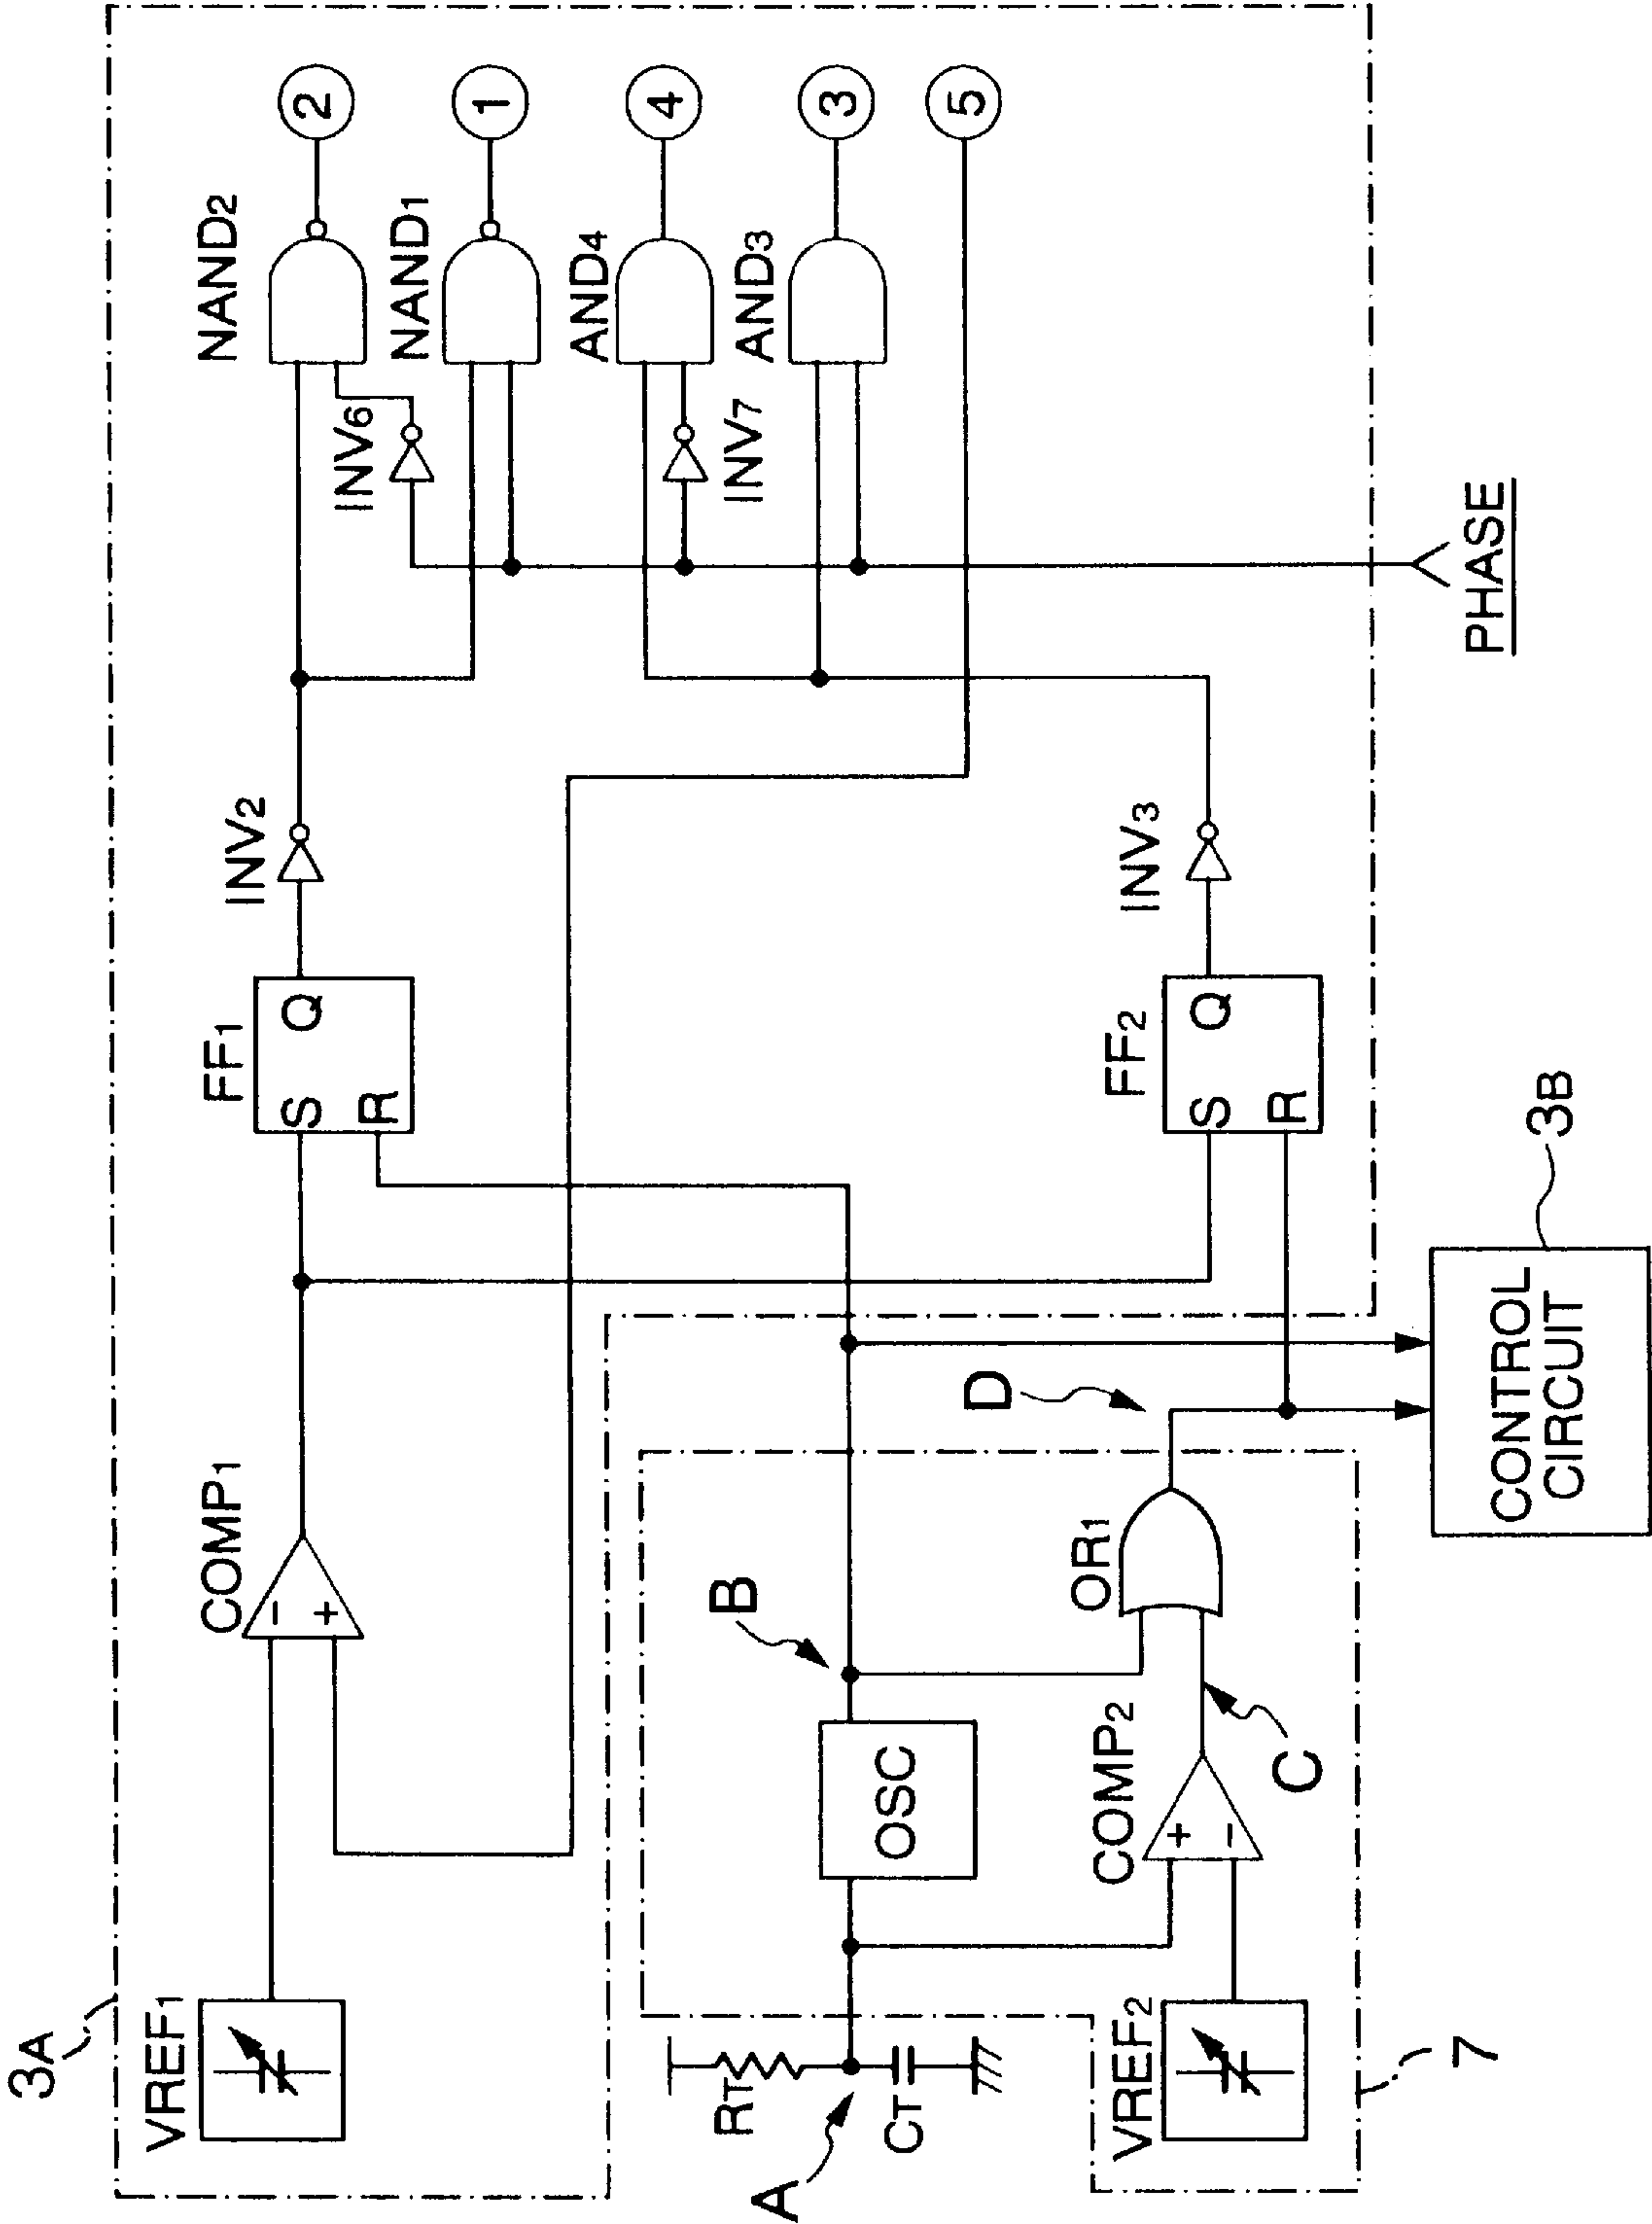 3A
VREF1
COMP1
-
+
FF1
S
Q
R
INV2
NAND2
2
INV6
NAND1
1
AND4
4
INV7
AND3
3
5
RT
A
CT
OSC
B
VREF2
COMP2
+
-
C
OR1
D
FF2
S
Q
R
INV3
PHASE
7
CONTROL
CIRCUIT
3B